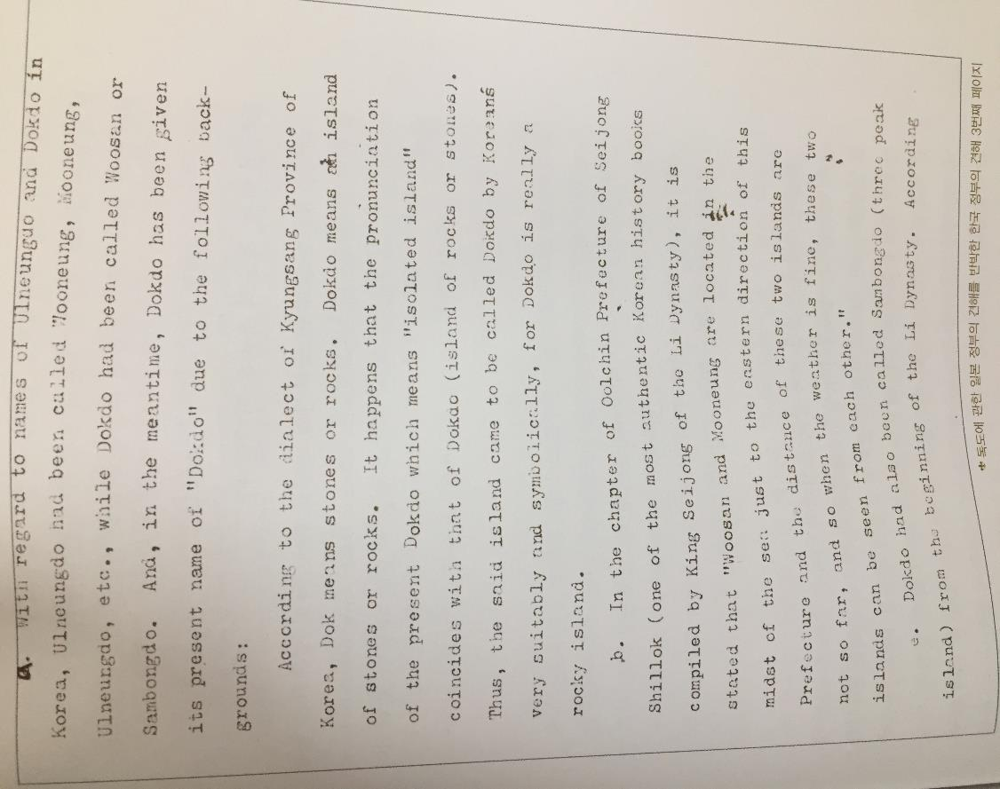 a. With regard to names of Ulneunguo and Dokdo in
Korea, Ulneungdo had been called Mooneung, Mooneung,
Ulneungdo, etc., while Dokdo had been called Woosan or
Sambongdo. And, in the meantime, Dokdo has been given
its present name of "Dokdo" due to the following back-
grounds:
According to the dialect of Kyungsang Province of
Korea, Dok means stones or rocks. Dokdo means an island
of stones or rocks. It happens that the pronunciation
of the present Dokdo which means "isolated island"
coincides with that of Dokdo (island of rocks or stones).
Thus, the said island came to be called Dokdo by Koreans
very suitably and symbolically, for Dokdo is really a
rocky island.
b. In the chapter of Oolchin Prefecture of Seijong
Shillok (one of the most authentic Korean history books
compiled by King Seijong of the Li Dynasty), it is
stated that "Woosan and Mooneung are located in the
midst of the sea just to the eastern direction of this
Prefecture and the distance of these two islands are
not so far, and so when the weather is fine, these two
islands can be seen from each other."
c. Dokdo had also been called Sambongdo (three peak
island) from the beginning of the Li Dynasty. According
독도에 관한 일본 정부의 견해를 반박한 한국 정부의 견해 3번째 페이지